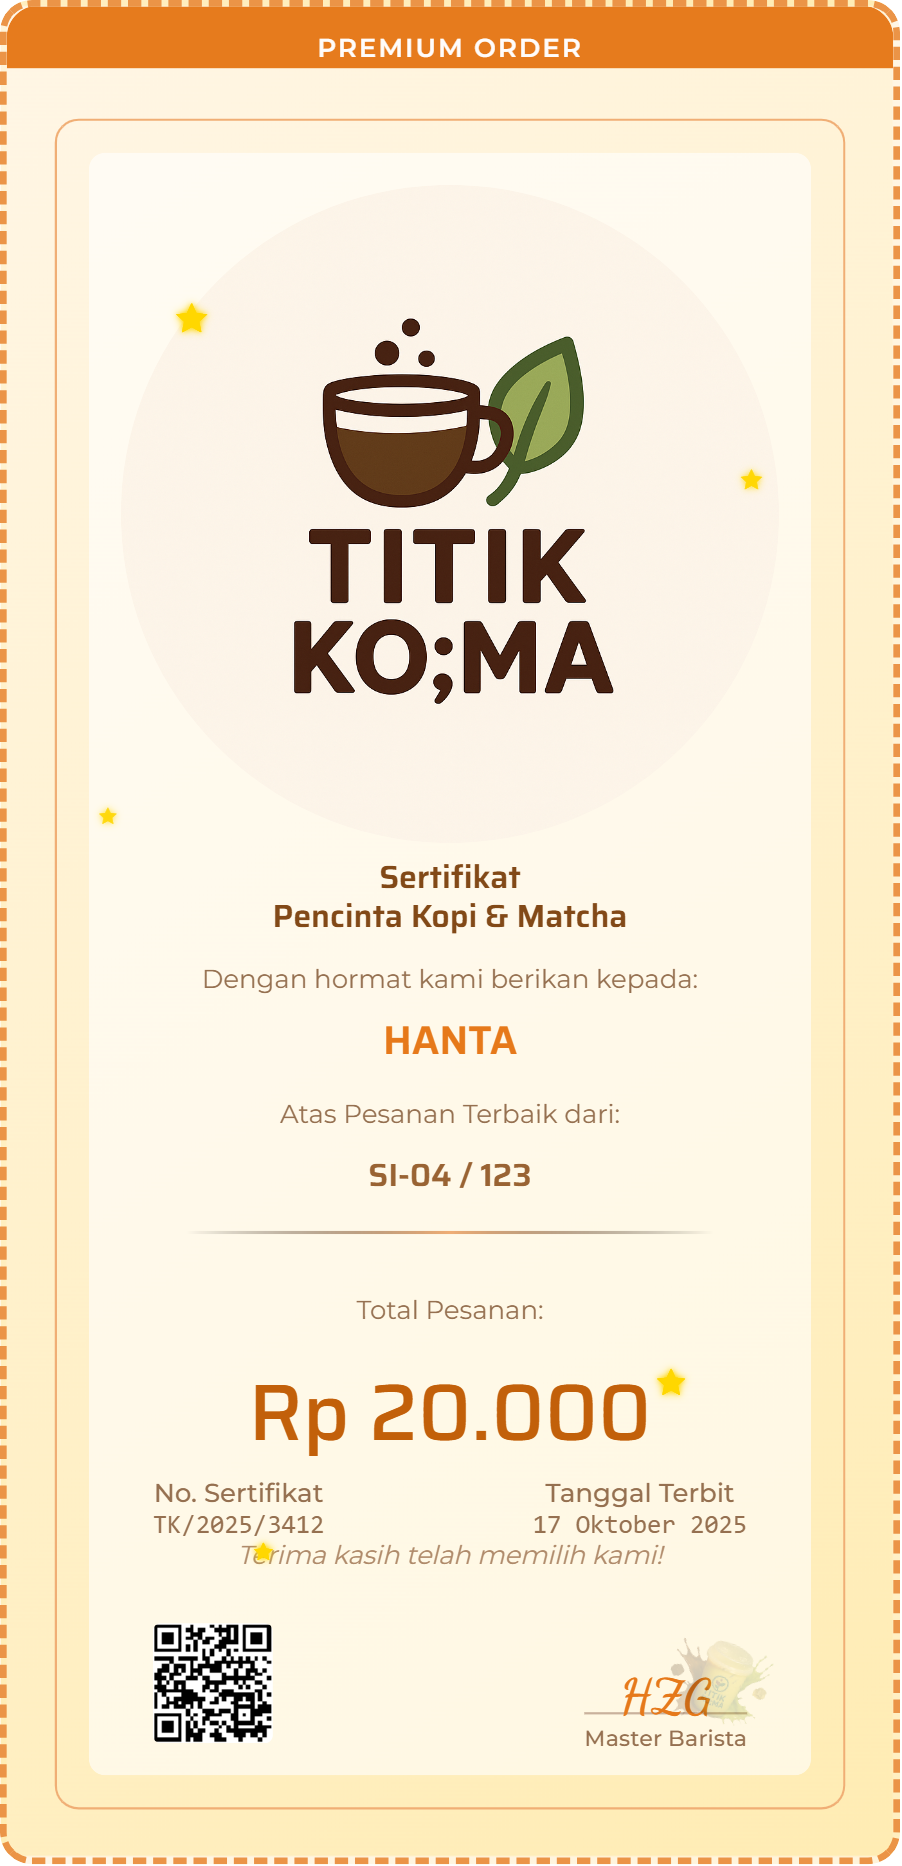 PREMIUM ORDER
TITIK
KO;MA
Sertifikat
Pencinta Kopi & Matcha
Dengan hormat kami berikan kepada:
HANTA
Atas Pesanan Terbaik dari:
SI-04 / 123
Total Pesanan:
Rp 20.000
No. Sertifikat
TK/2025/3412
Tanggal Terbit
17 Oktober 2025
Terima kasih telah memilih kami!
HZG
Master Barista